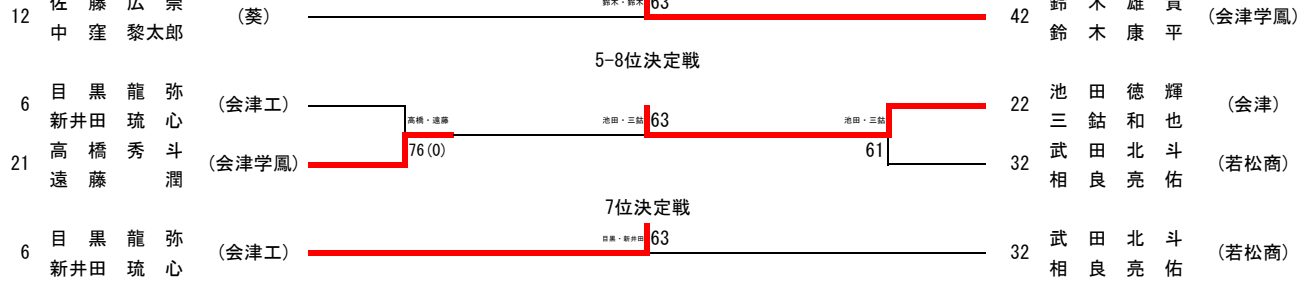 佐 藤 広 崇
12 (葵) 鈴木・鈴木 63 42 鈴 木 雄 貴 (会津学鳳)
中 窪 黎太郎 鈴 木 康 平
5-8位決定戦
6 目 黒 龍 弥 (会津工) 22 池 田 徳 輝 (会津)
新井田 琉 心 高橋・遠藤 池田・三鈷 63 池田・三鈷 三 鈷 和 也
21 高 橋 秀 斗 (会津学鳳) 76(0) 61 32 武 田 北 斗 (若松商)
遠 藤 潤 相 良 亮 佑
7位決定戦
6 目 黒 龍 弥 (会津工) 目黒・新井田 63 32 武 田 北 斗 (若松商)
新井田 琉 心 相 良 亮 佑